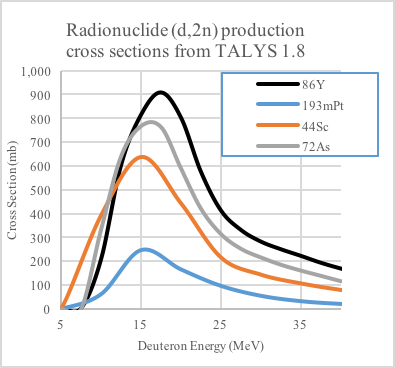 Radionuclide (d,2n) production
cross sections from TALYS 1.8
1,000
900
800
700
600
500
400
300
200
100
0
Cross Section (mb)
5
15
25
35
Deuteron Energy (MeV)
86Y
193mPt
44Sc
72As